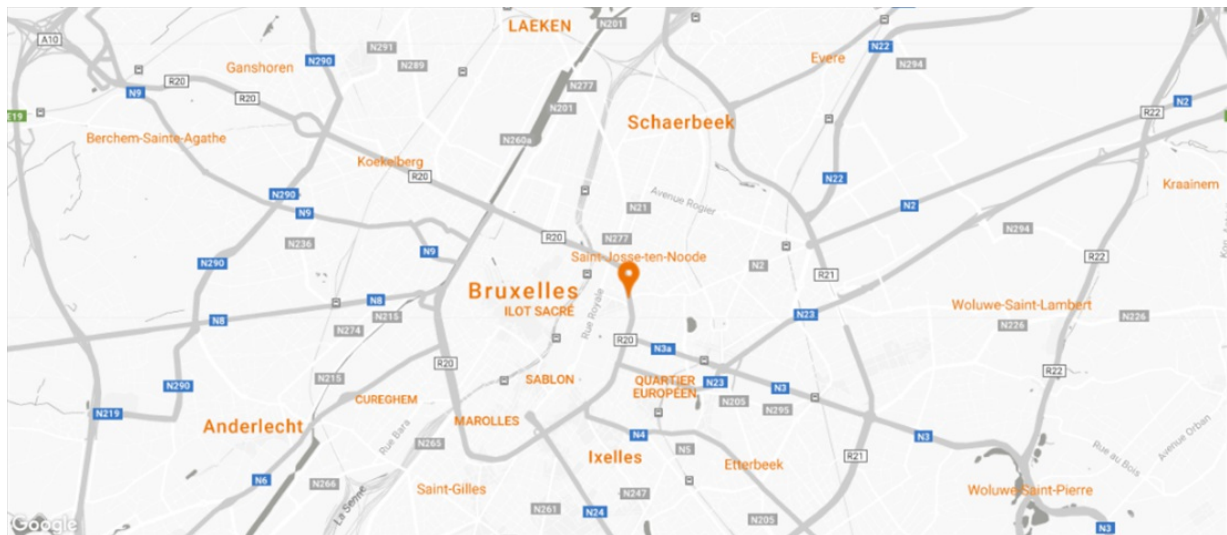 LAEKEN
N201
A10
N290
N291
N289
Ganshoren
N22
Evere
N294
N9
R20
R20
N277
N201
E19
Berchem-Sainte-Agathe
N260a
Schaerbeek
N2
R22
Koekelberg
R20
N22
Kraainem
N290
N9
Avenue Rogier
N21
N2
N236
N9
R20
N277
N294
N290
Saint-Josse-ten-Noode
N2
R21
R22
Bruxelles
ILOT SACRÉ
Rue Royale
N8
N215
N8
N274
N23
Woluwe-Saint-Lambert
N226
N226
R20
N3a
R20
R22
N290
N215
SABLON
QUARTIER
EUROPÉEN
N23
N3
N205
N295
CUREGHEM
N219
Anderlecht
MAROLLES
Rue Bara
N265
N4
N5
N3
Avenue Orban
Rue au Bois
Ixelles
Etterbeek
R21
N6
N266
La Senne
Saint-Gilles
N247
Woluwe-Saint-Pierre
N261
N24
N205
N3
Google